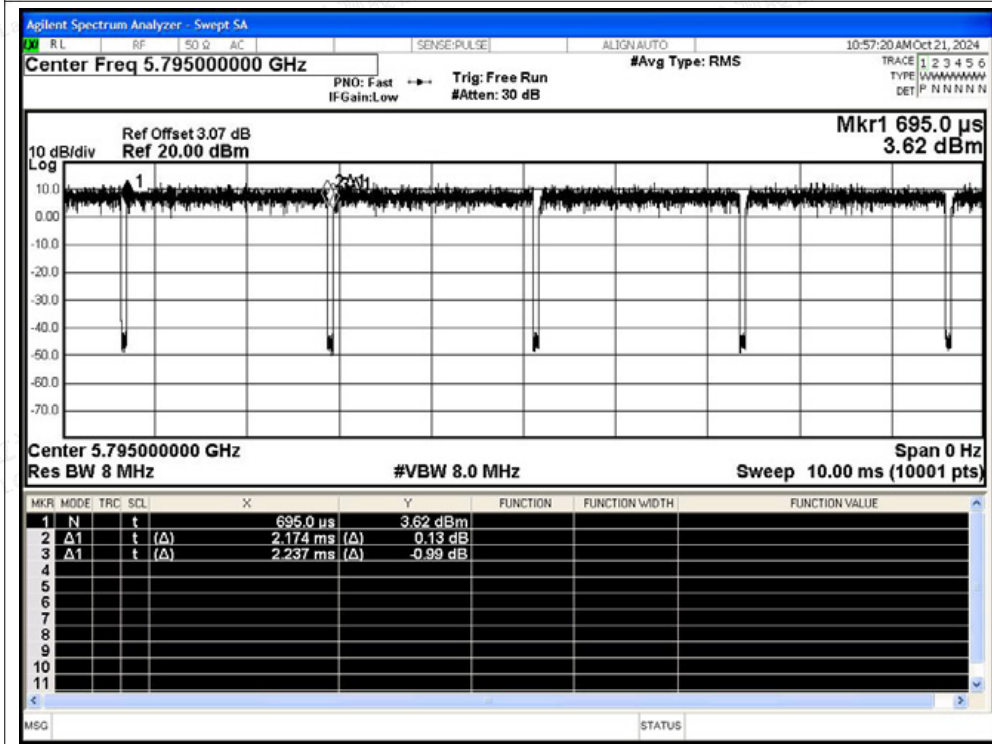 Agilent Spectrum Analyzer - Swept SA
RL RF 50 Ω AC SENSE:PULSE ALIGN AUTO 10:57:20 AM Oct 21, 2024
Center Freq 5.795000000 GHz #Avg Type: RMS TRACE 1 2 3 4 5 6
PNO: Fast Trig: Free Run TYPE WWWWWW
IFGain:Low #Atten: 30 dB DET P N N N N N
Mkr1 695.0 µs
Ref Offset 3.07 dB
10 dB/div Ref 20.00 dBm 3.62 dBm
Log
1
10.0
0.00
-10.0
-20.0
-30.0
-40.0
-50.0
-60.0
-70.0
Center 5.795000000 GHz Span 0 Hz
Res BW 8 MHz #VBW 8.0 MHz Sweep 10.00 ms (10001 pts)
MKR MODE TRC SCL X Y FUNCTION FUNCTION WIDTH FUNCTION VALUE
1 N t 695.0 µs 3.62 dBm
2 Δ1 t (Δ) 2.174 ms (Δ) 0.13 dB
3 Δ1 t (Δ) 2.237 ms (Δ) -0.99 dB
4
5
6
7
8
9
10
11
MSG STATUS